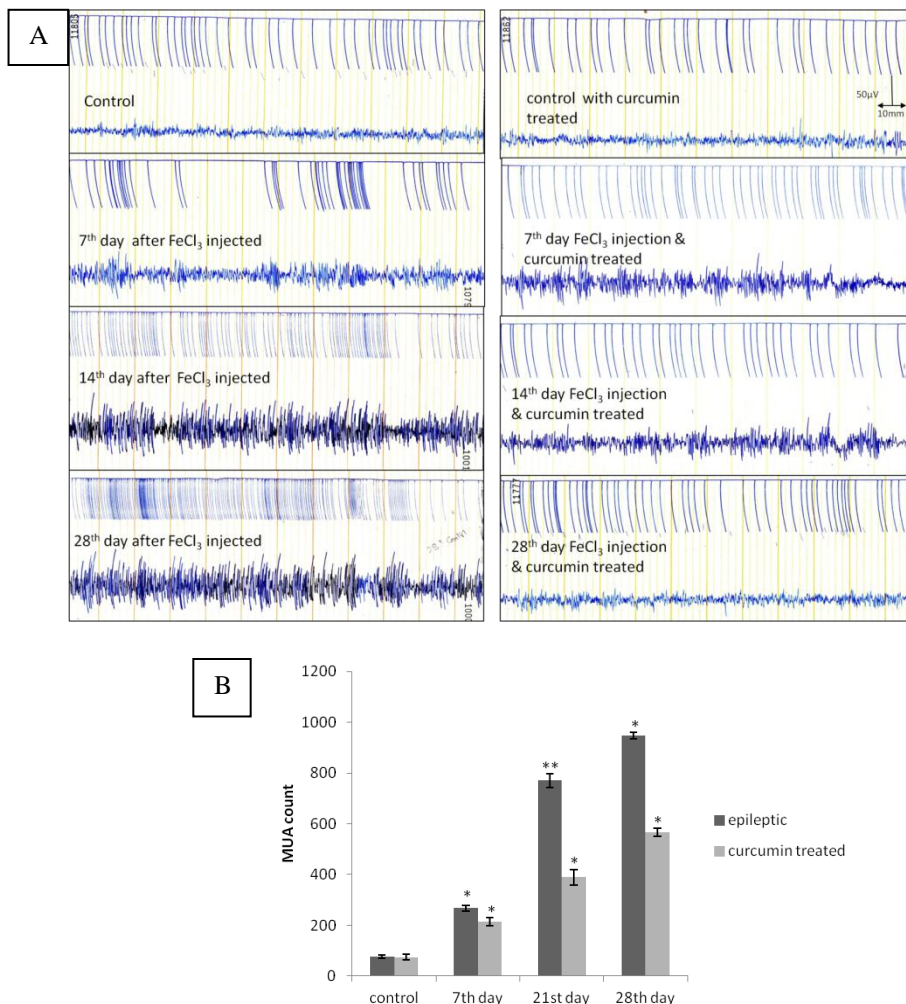 A
11805
Control
7th day after FeCl3 injected
1079
14th day after FeCl3 injected
1001
28th day after FeCl3 injected
11862
50µV
10mm
control with curcumin
treated
7th day FeCl3 injection &
curcumin treated
14th day FeCl3 injection
& curcumin treated
11777
28th day FeCl3 injection
& curcumin treated
B
1200
1000
800
600
400
200
0
MUA count
*
*
**
*
*
*
control
7th day
21st day
28th day
epileptic
curcumin treated